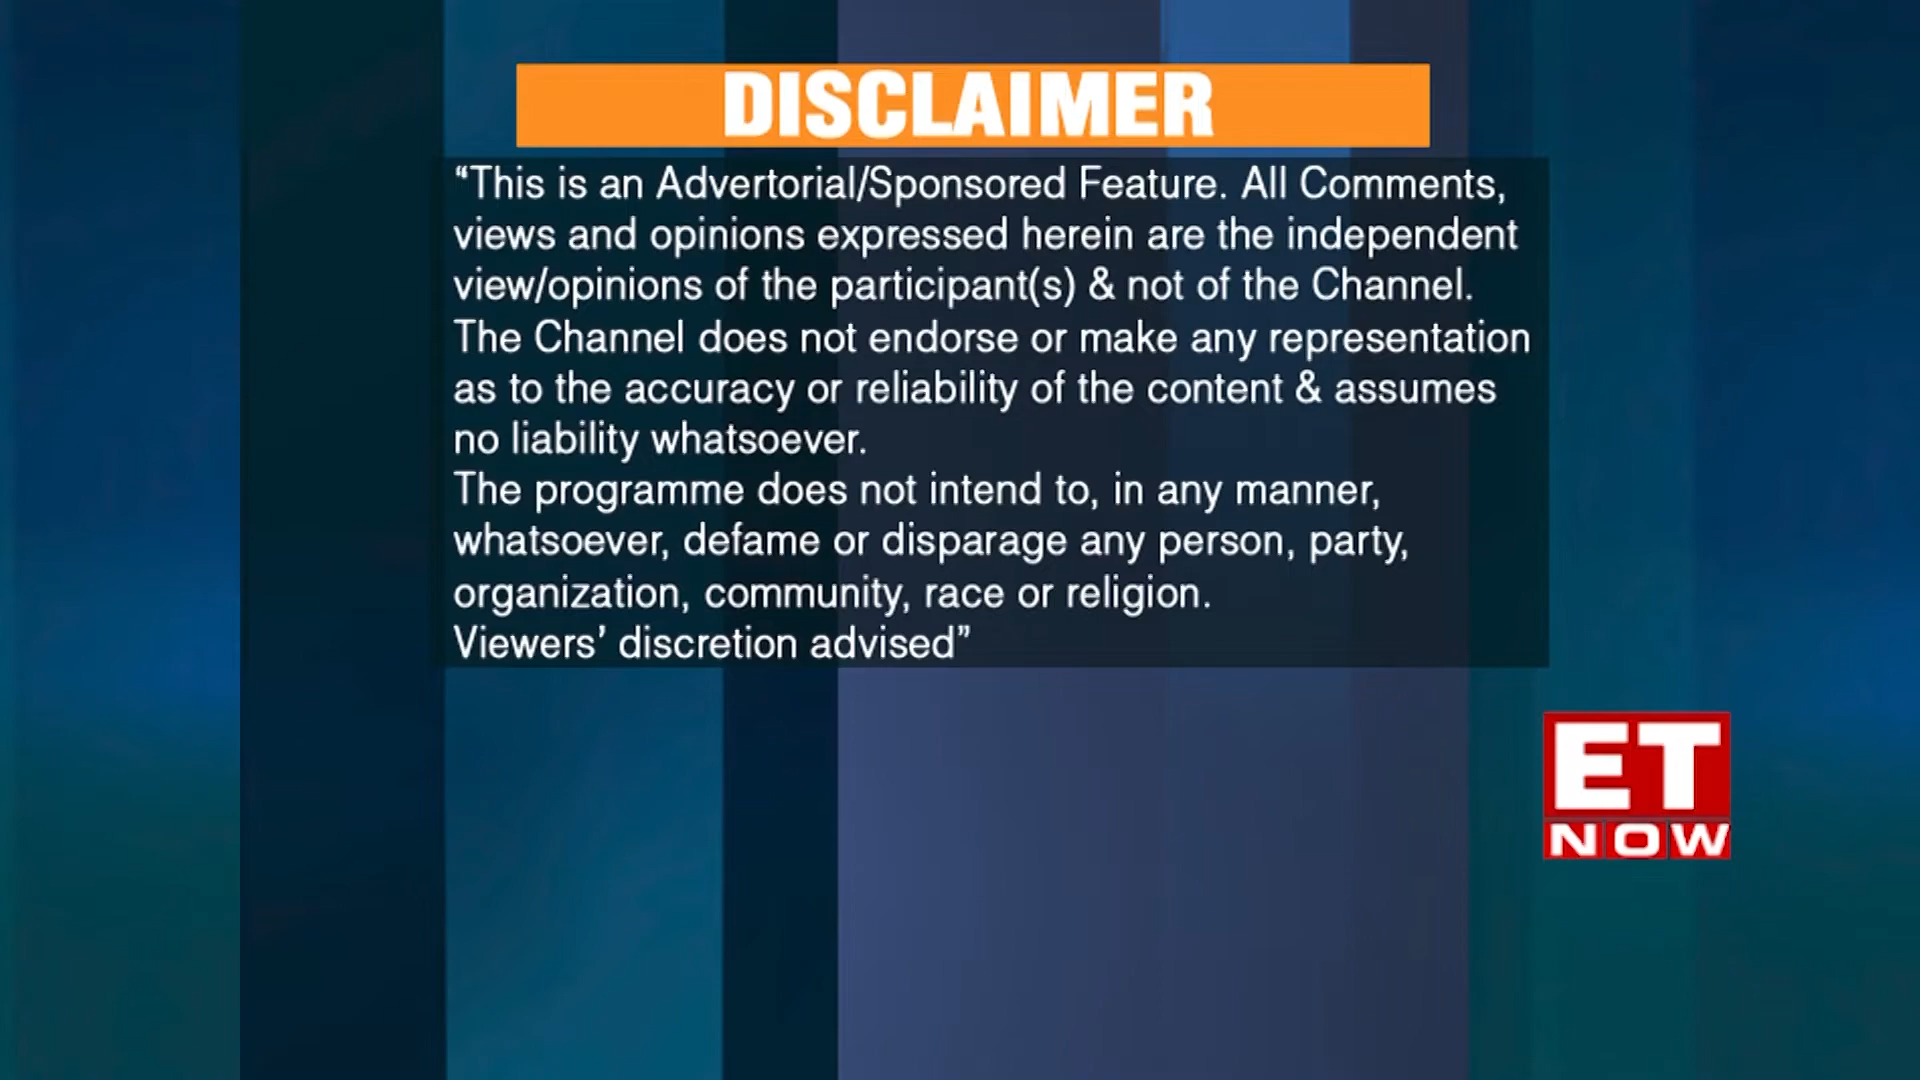 DISCLAIMER
“This is an Advertorial/Sponsored Feature. All Comments,
views and opinions expressed herein are the independent
view/opinions of the participant(s) & not of the Channel.
The Channel does not endorse or make any representation
as to the accuracy or reliability of the content & assumes
no liability whatsoever.
The programme does not intend to, in any manner,
whatsoever, defame or disparage any person, party,
organization, community, race or religion.
Viewers’ discretion advised”
ET
NOW